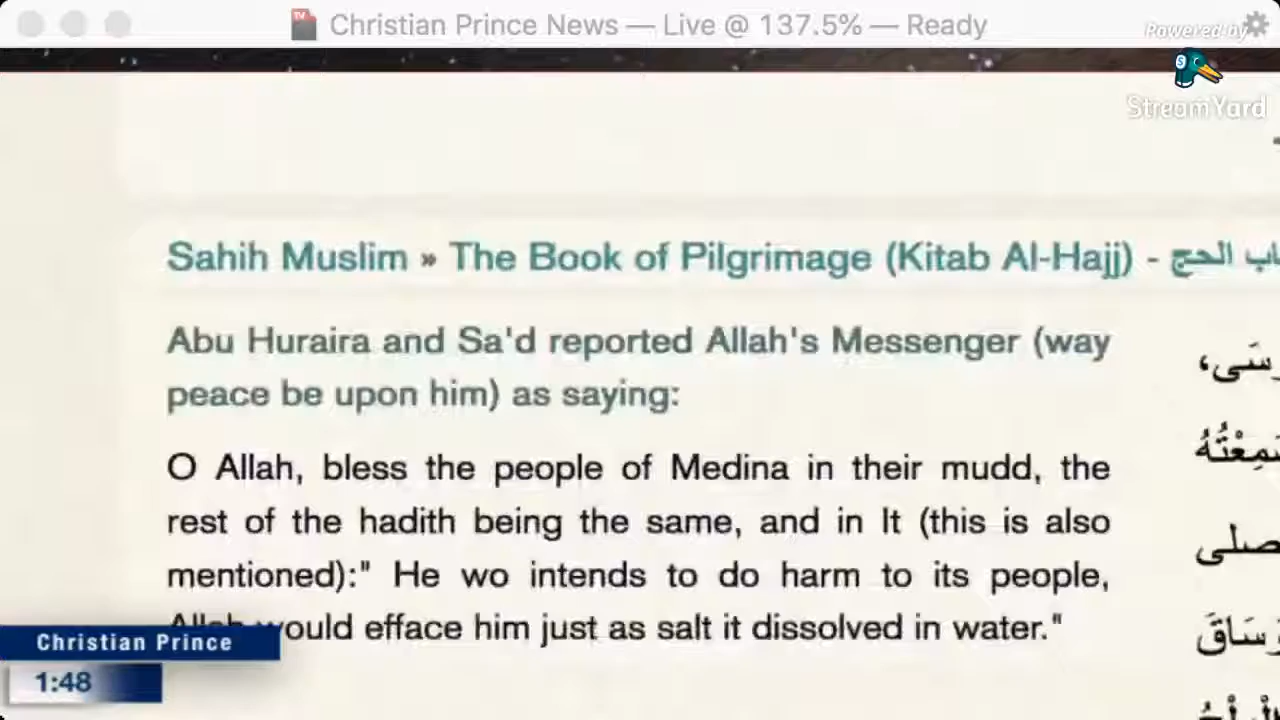 Christian Prince News — Live @ 137.5% — Ready
Powered by
StreamYard
Sahih Muslim » The Book of Pilgrimage (Kitab Al-Hajj) - الحج
Abu Huraira and Sa'd reported Allah's Messenger (way
peace be upon him) as saying:
O Allah, bless the people of Medina in their mudd, the
rest of the hadith being the same, and in It (this is also
mentioned):" He wo intends to do harm to its people,
Allah would efface him just as salt it dissolved in water."
Christian Prince
1:48